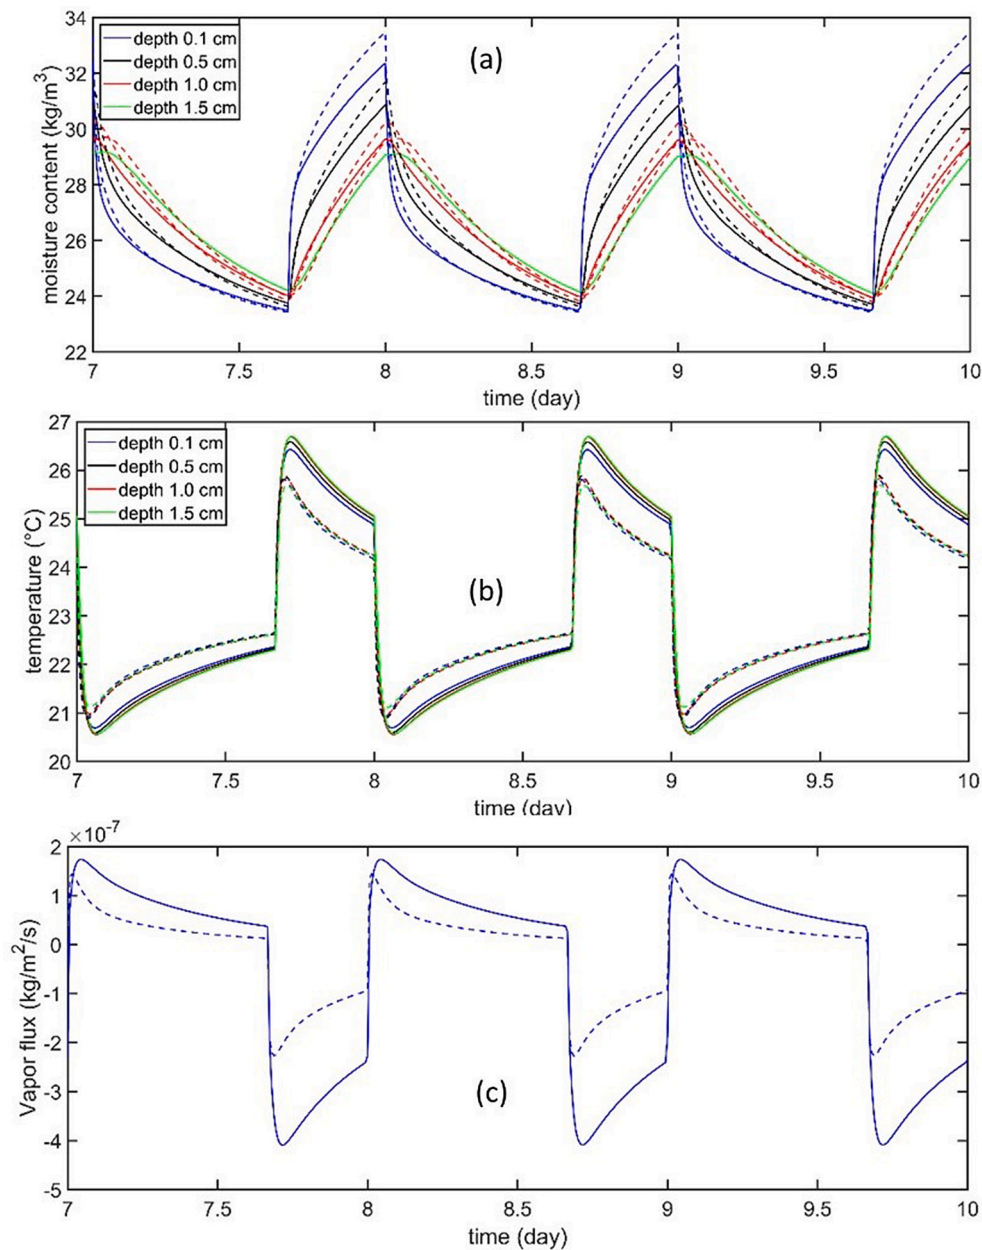 (a)
moisture content (kg/m³)
34
32
30
28
26
24
22
depth 0.1 cm
depth 0.5 cm
depth 1.0 cm
depth 1.5 cm
7 7.5 8 8.5 9 9.5 10
time (day)
(b)
temperature (°C)
27
26
25
24
23
22
21
20
depth 0.1 cm
depth 0.5 cm
depth 1.0 cm
depth 1.5 cm
7 7.5 8 8.5 9 9.5 10
time (day)
×10⁻⁷
(c)
Vapor flux (kg/m²/s)
2
1
0
-1
-2
-3
-4
-5
7 7.5 8 8.5 9 9.5 10
time (day)